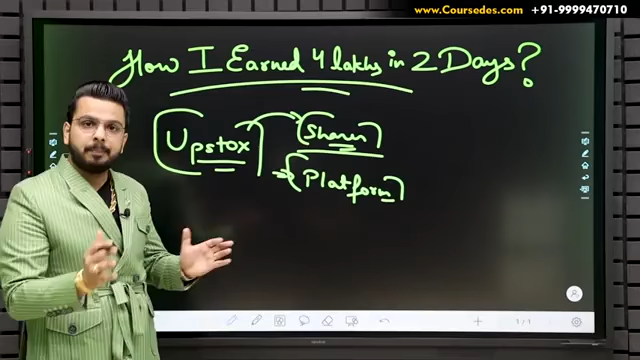 www.Coursedes.com +91-9999470710
How I Earned 4 lakhs in 2 Days?
Upstox
(Shares)
(Platform)
1/1